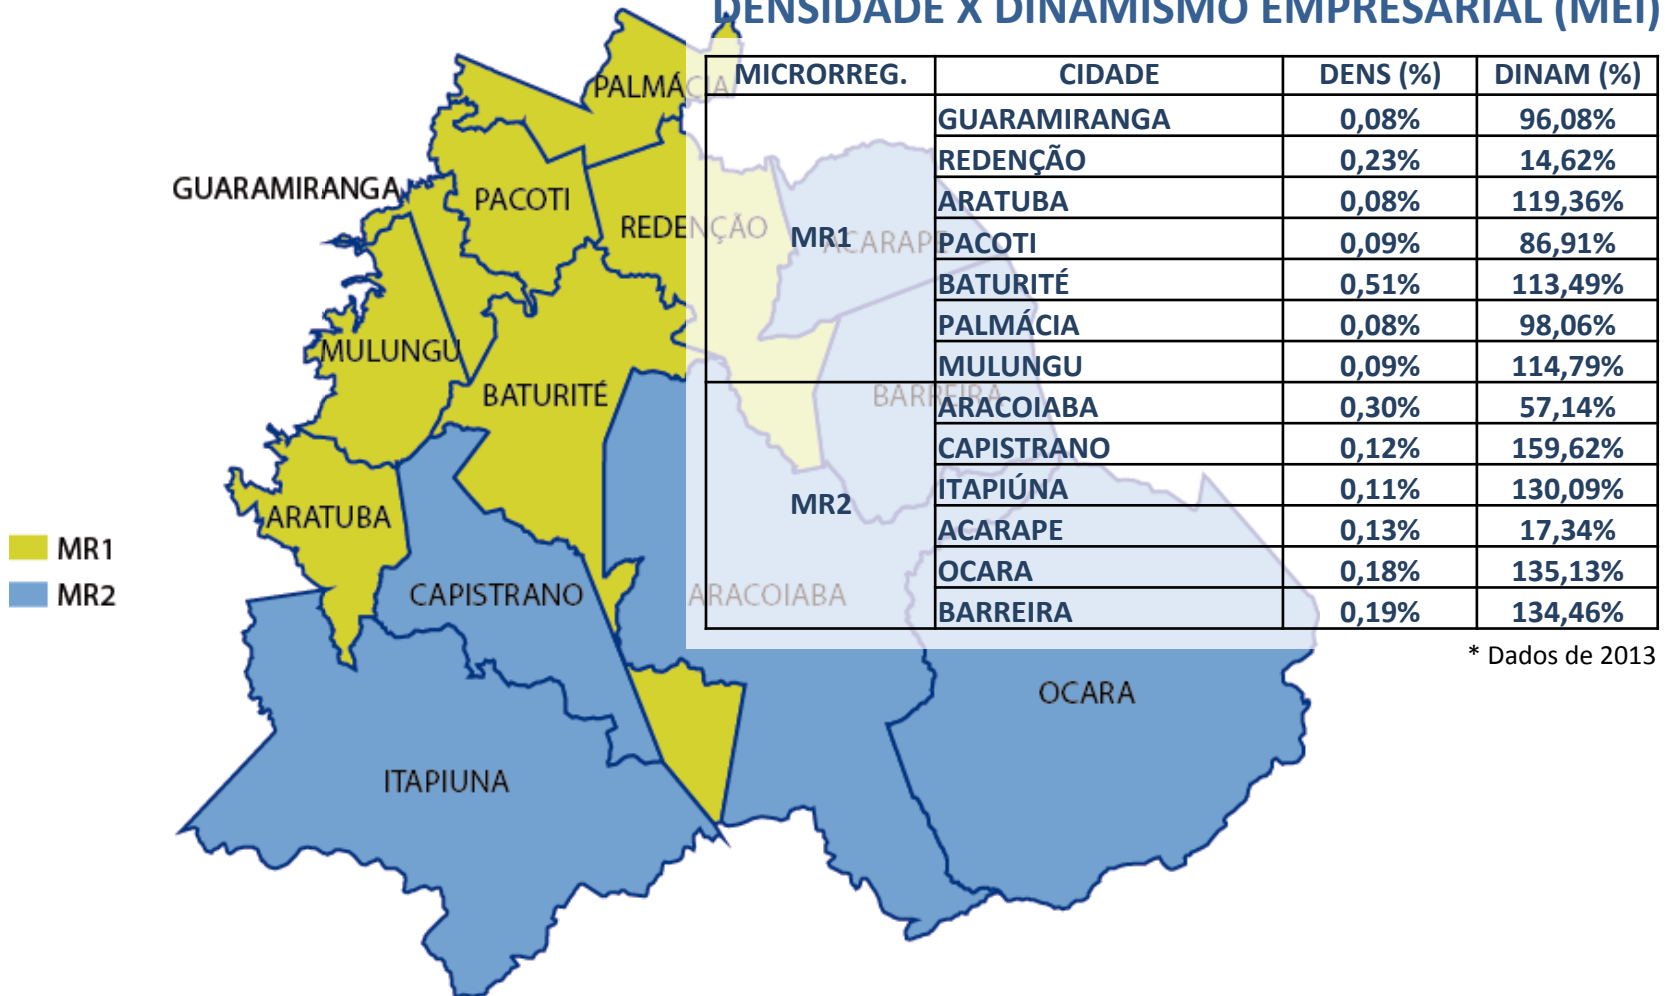 DENSIDADE X DINAMISMO EMPRESARIAL (MEI)
MICRORREG. CIDADE DENS (%) DINAM (%)
MR1
GUARAMIRANGA 0,08% 96,08%
REDENÇÃO 0,23% 14,62%
ARATUBA 0,08% 119,36%
PACOTI 0,09% 86,91%
BATURITÉ 0,51% 113,49%
PALMÁCIA 0,08% 98,06%
MULUNGU 0,09% 114,79%
MR2
ARACOIABA 0,30% 57,14%
CAPISTRANO 0,12% 159,62%
ITAPIÚNA 0,11% 130,09%
ACARAPE 0,13% 17,34%
OCARA 0,18% 135,13%
BARREIRA 0,19% 134,46%
* Dados de 2013
PALMÁCIA
GUARAMIRANGA
PACOTI
REDENÇÃO
ACARAPE
MULUNGU
BATURITÉ
BARREIRA
ARATUBA
CAPISTRANO
ARACOIABA
OCARA
ITAPIUNA
MR1
MR2